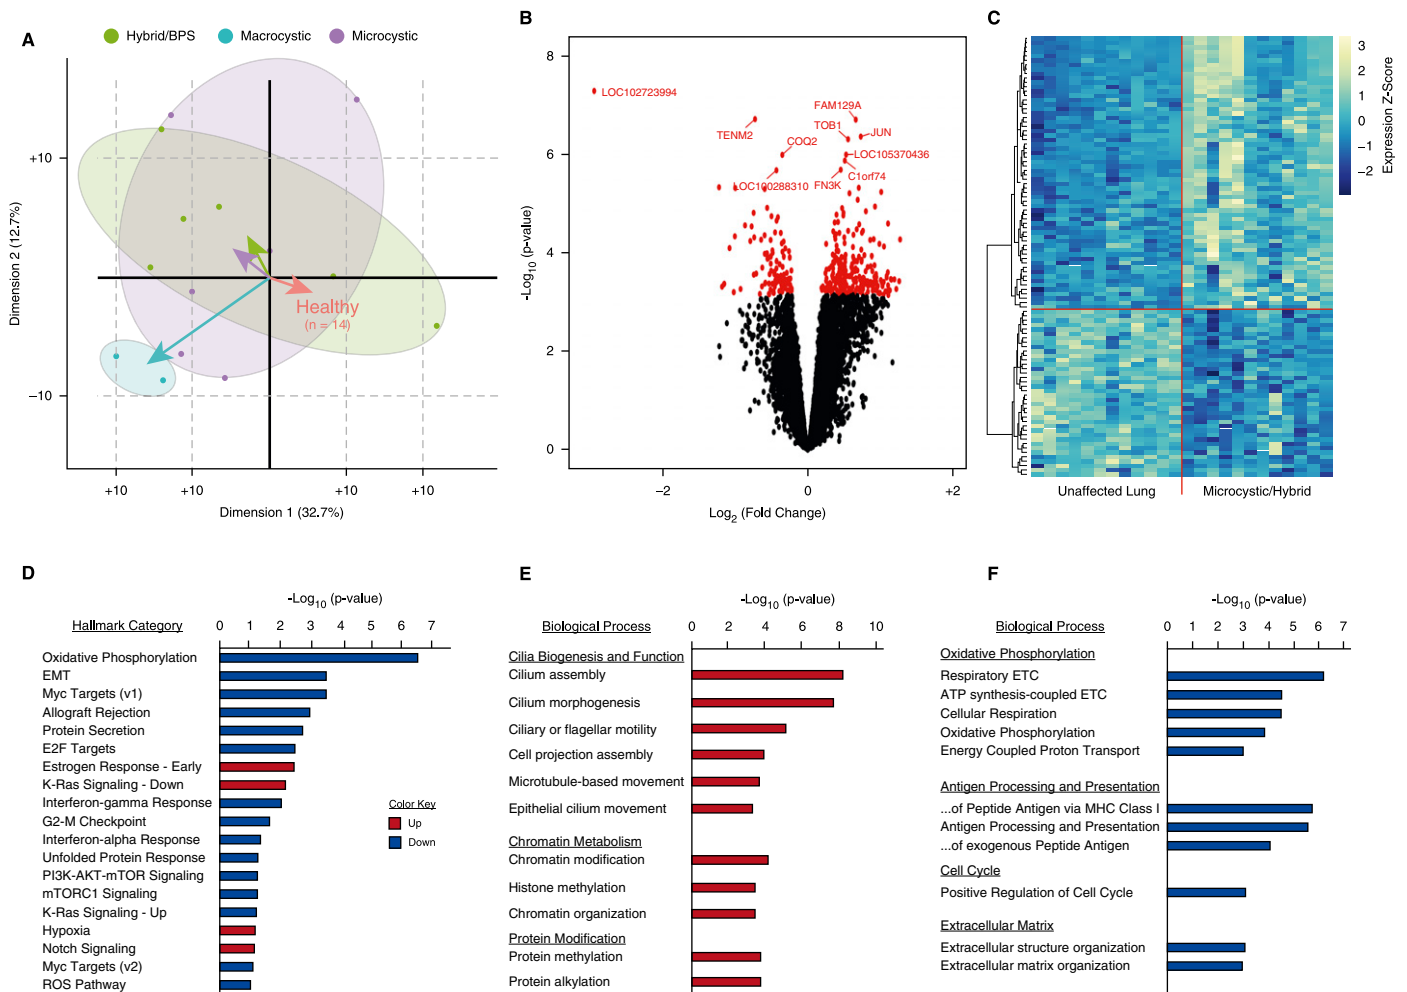 A
Hybrid/BPS
Macrocystic
Microcystic
Dimension 2 (12.7%)
+10
−10
Healthy
(n = 14)
+10
+10
+10
+10
Dimension 1 (32.7%)
B
-Log10 (p-value)
8
6
4
2
0
LOC102723994
TENM2
COQ2
LOC100288310
FAM129A
TOB1
JUN
LOC105370436
C1orf74
FN3K
−2
0
+2
Log2 (Fold Change)
C
3
2
1
0
−1
−2
Expression Z-Score
Unaffected Lung
Microcystic/Hybrid
D
-Log10 (p-value)
Hallmark Category
0 1 2 3 4 5 6 7
Oxidative Phosphorylation
EMT
Myc Targets (v1)
Allograft Rejection
Protein Secretion
E2F Targets
Estrogen Response - Early
K-Ras Signaling - Down
Interferon-gamma Response
G2-M Checkpoint
Interferon-alpha Response
Unfolded Protein Response
PI3K-AKT-mTOR Signaling
mTORC1 Signaling
K-Ras Signaling - Up
Hypoxia
Notch Signaling
Myc Targets (v2)
ROS Pathway
Color Key
Up
Down
E
-Log10 (p-value)
Biological Process
0 2 4 6 8 10
Cilia Biogenesis and Function
Cilium assembly
Cilium morphogenesis
Ciliary or flagellar motility
Cell projection assembly
Microtubule-based movement
Epithelial cilium movement
Chromatin Metabolism
Chromatin modification
Histone methylation
Chromatin organization
Protein Modification
Protein methylation
Protein alkylation
F
-Log10 (p-value)
Biological Process
0 1 2 3 4 5 6 7
Oxidative Phosphorylation
Respiratory ETC
ATP synthesis-coupled ETC
Cellular Respiration
Oxidative Phosphorylation
Energy Coupled Proton Transport
Antigen Processing and Presentation
...of Peptide Antigen via MHC Class I
Antigen Processing and Presentation
...of exogenous Peptide Antigen
Cell Cycle
Positive Regulation of Cell Cycle
Extracellular Matrix
Extracellular structure organization
Extracellular matrix organization